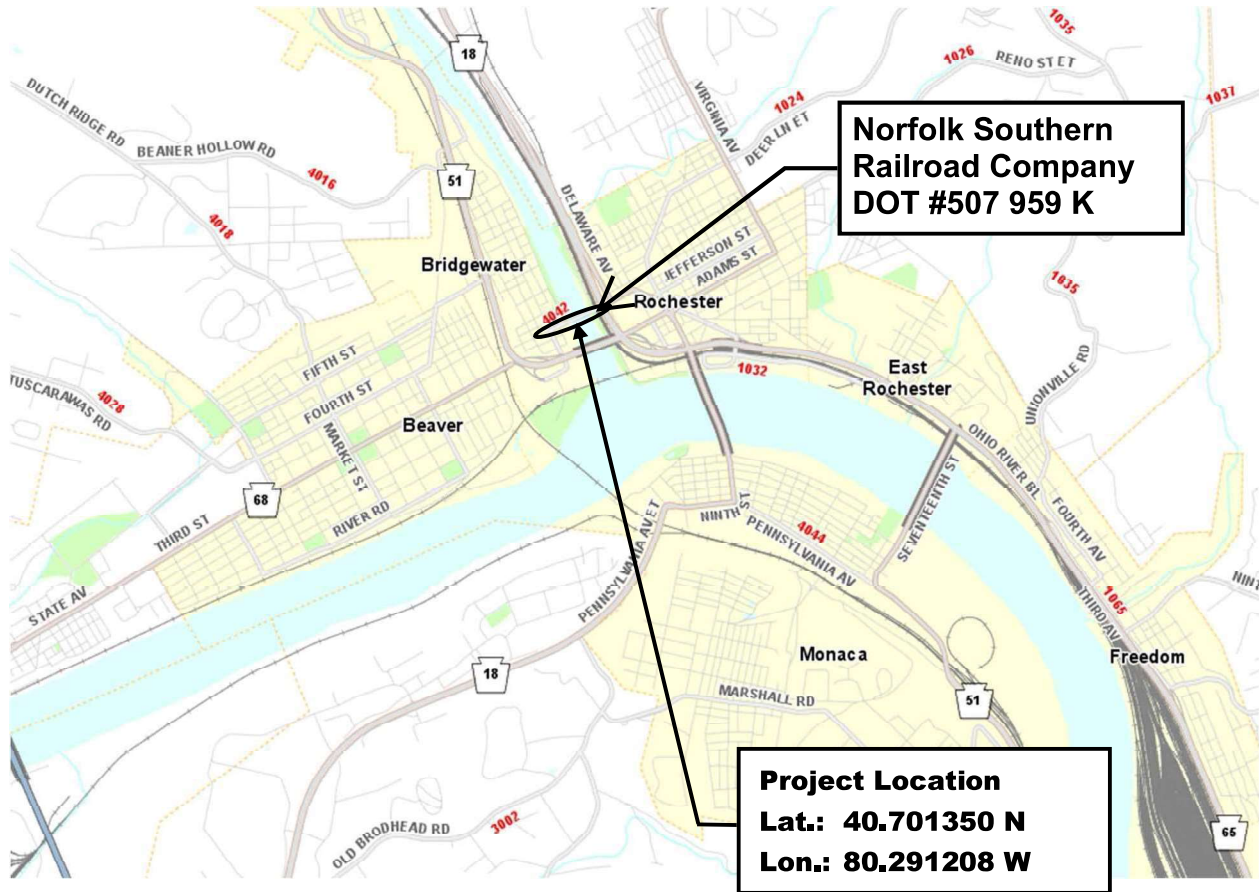 18
1035
1026
RENO ST ET
1037
DUTCH RIDGE RD
BEANER HOLLOW RD
4016
51
VIRGINIA AV
1024
DEER LN ET
Norfolk Southern
Railroad Company
DOT #507 959 K
4018
DELAWARE AV
JEFFERSON ST
ADAMS ST
Bridgewater
4042
Rochester
1035
FIFTH ST
FOURTH ST
TUSCARAWAS RD
4028
MARKET ST
Beaver
1032
East
Rochester
UNIONVILLE RD
OHIO RIVER BL
FOURTH AV
68
THIRD ST
RIVER RD
STATE AV
PENNSYLVANIA AV ET
NINTH ST
PENNSYLVANIA AV
4044
SEVENTEENTH ST
THIRD AV
1065
NINT
Monaca
Freedom
18
MARSHALL RD
51
OLD BRODHEAD RD
3002
65
Project Location
Lat.: 40.701350 N
Lon.: 80.291208 W